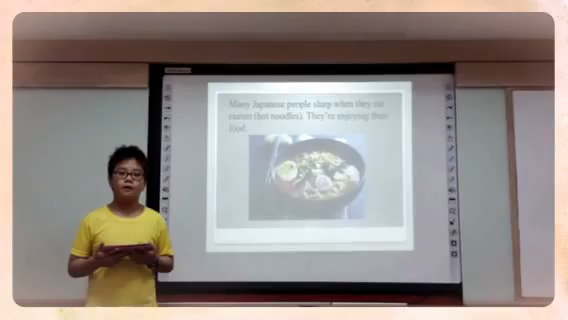 Many Japanese people slurp when they eat
ramen (hot noodles). They're enjoying their
food.